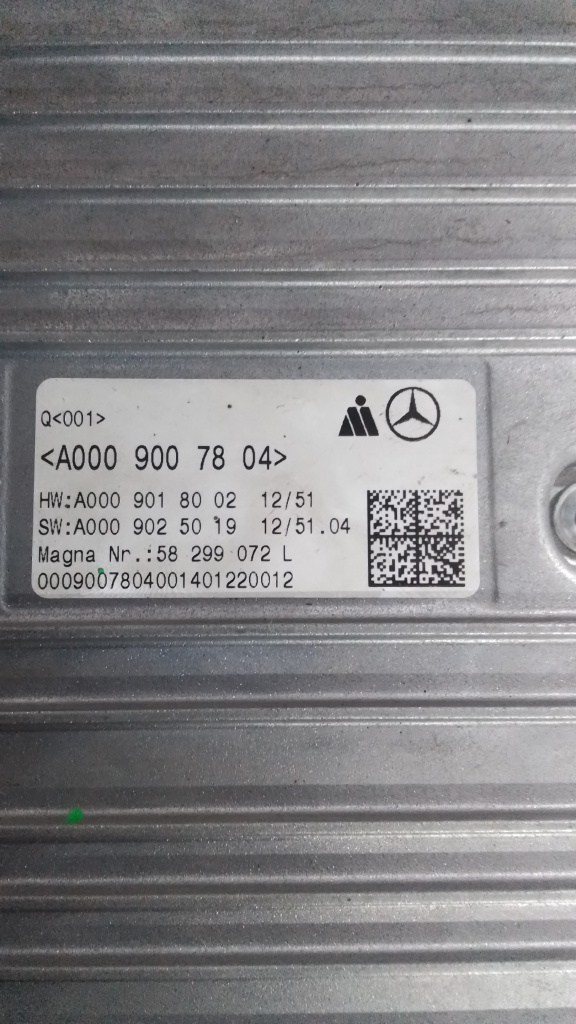 Q<001>
<A000 900 78 04>
HW:A000 901 80 02 12/51
SW:A000 902 50 19 12/51.04
Magna Nr.:58 299 072 L
0009007804001401220012